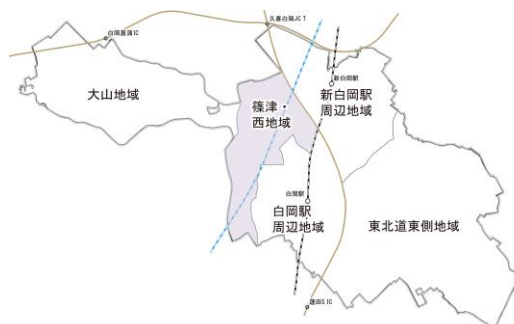 久喜白岡JCT
白岡菖蒲IC
新白岡駅
大山地域
新白岡駅
周辺地域
篠津・
西地域
白岡駅
白岡駅
周辺地域
東北道東側地域
蓮田SIC